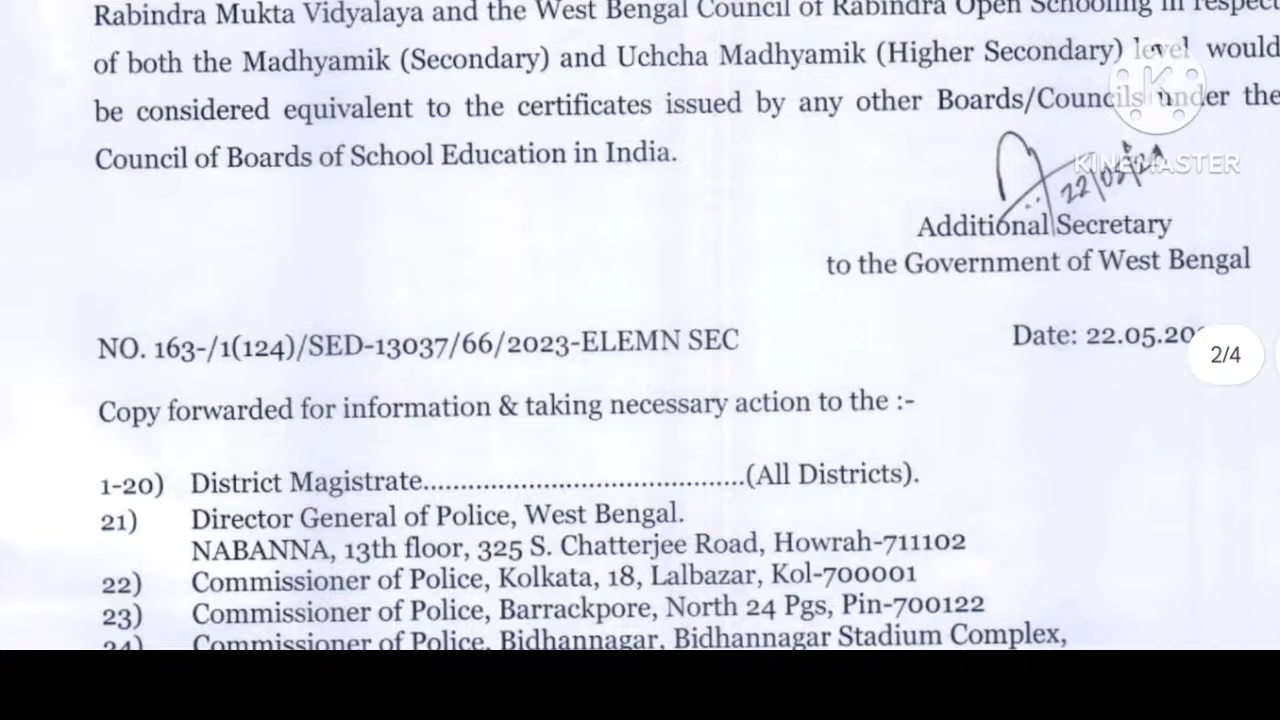 Rabindra Mukta Vidyalaya and the West Bengal Council of Rabindra Open Schooling in respect
of both the Madhyamik (Secondary) and Uchcha Madhyamik (Higher Secondary) level would
be considered equivalent to the certificates issued by any other Boards/Councils under the
Council of Boards of School Education in India.
KINEMASTER
22/05/24
Additional Secretary
to the Government of West Bengal
NO. 163-/1(124)/SED-13037/66/2023-ELEMN SEC Date: 22.05.20
2/4
Copy forwarded for information & taking necessary action to the :-
1-20) District Magistrate..........................................(All Districts).
21) Director General of Police, West Bengal.
NABANNA, 13th floor, 325 S. Chatterjee Road, Howrah-711102
22) Commissioner of Police, Kolkata, 18, Lalbazar, Kol-700001
23) Commissioner of Police, Barrackpore, North 24 Pgs, Pin-700122
24) Commissioner of Police, Bidhannagar, Bidhannagar Stadium Complex,